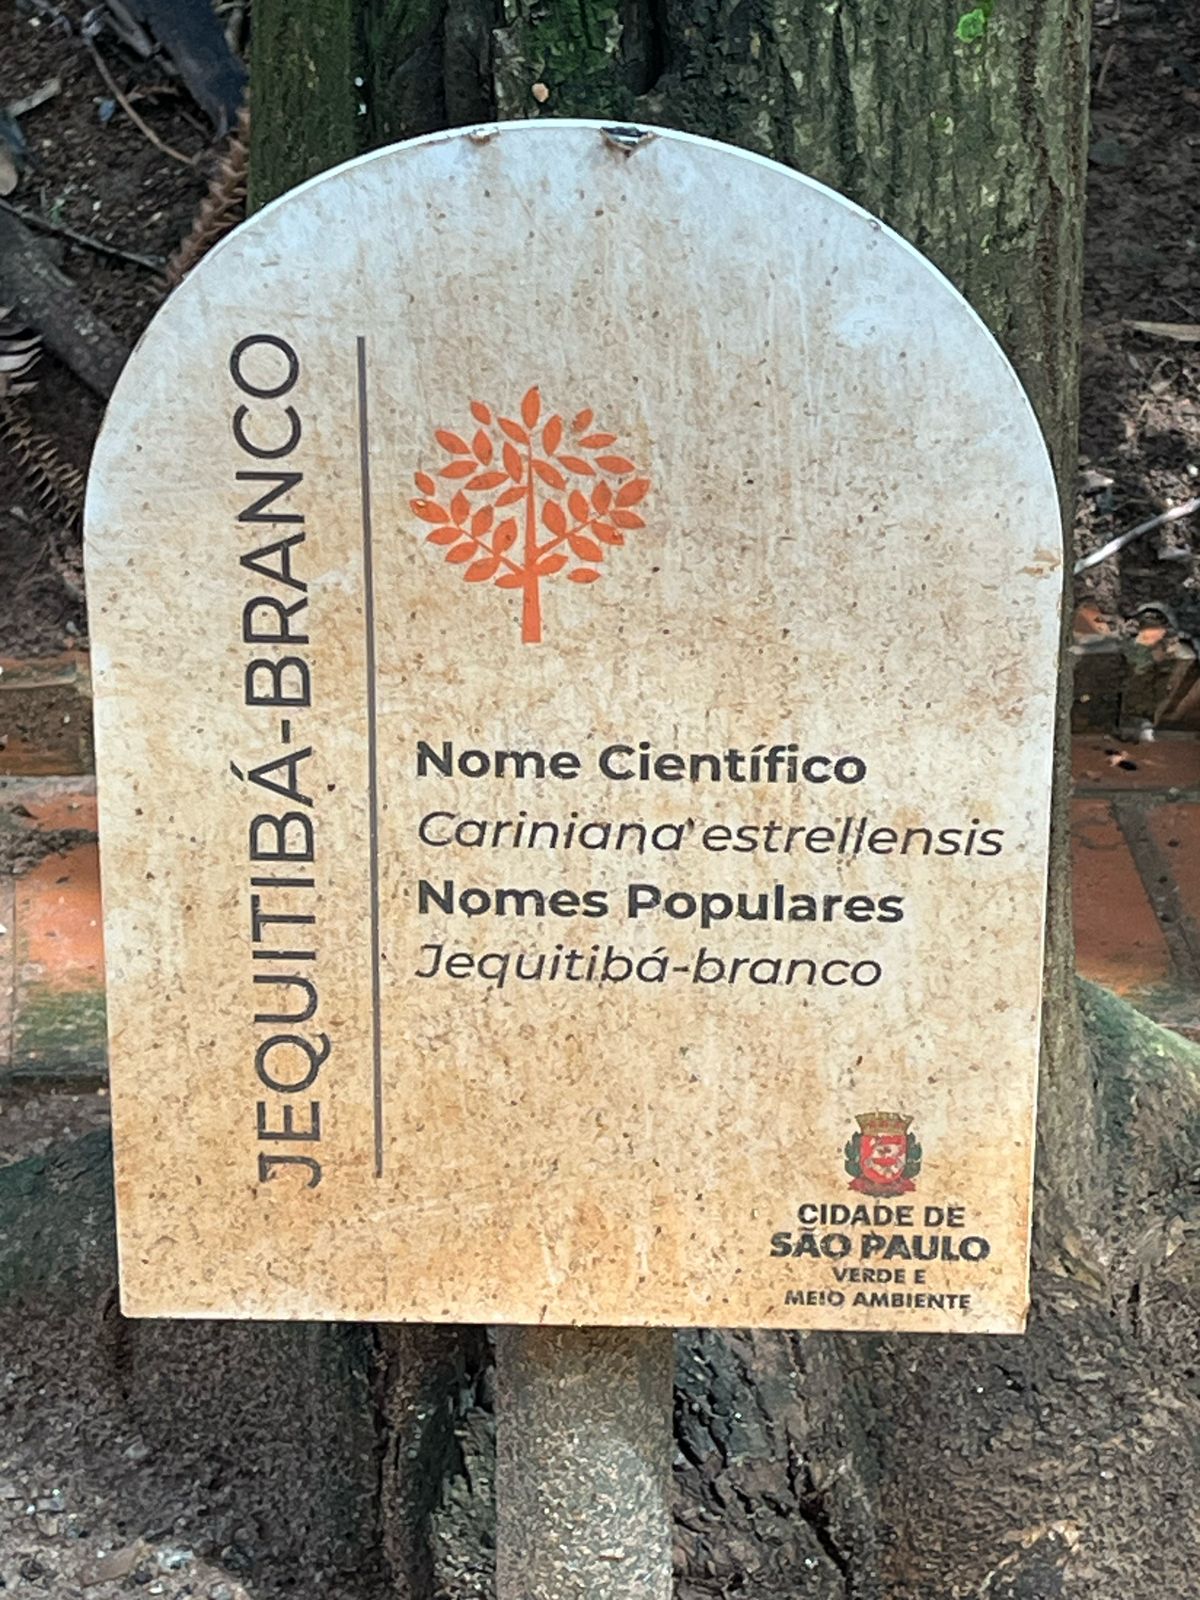 JEQUITIBÁ-BRANCO
Nome Científico
Cariniana estrellensis
Nomes Populares
Jequitibá-branco
CIDADE DE
SÃO PAULO
VERDE E
MEIO AMBIENTE